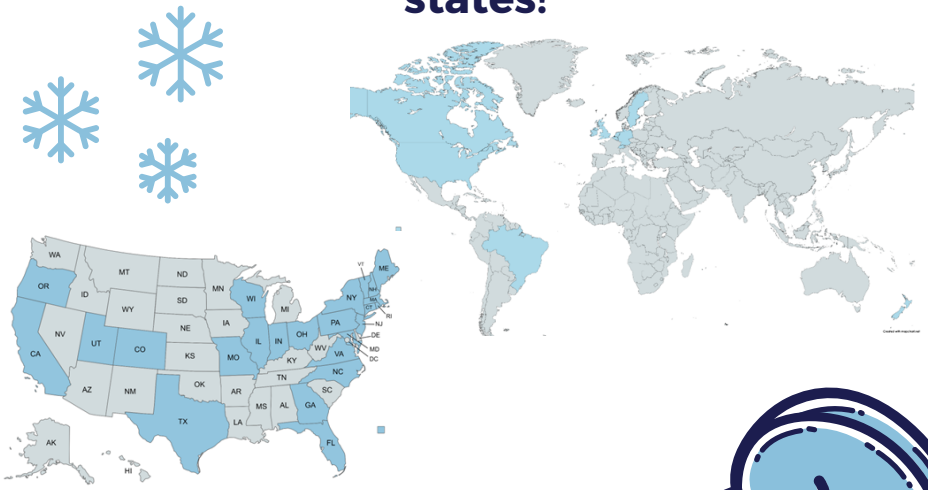 states!
VT
ME
WA
MT
ND
MN
OR
ID
WI
NH
NY
MA
SD
CT
RI
WY
MI
IA
PA
NJ
NE
OH
DE
NV
IL
IN
MD
UT
CO
WV
VA
DC
CA
KS
MO
KY
NC
TN
OK
SC
AZ
NM
AR
MS
AL
GA
TX
LA
FL
AK
HI